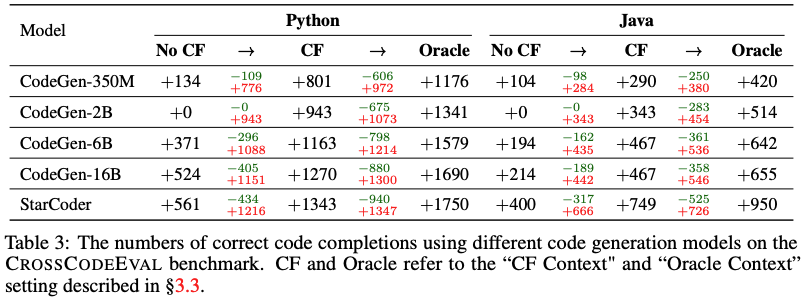 Model Python Java
No CF → CF → Oracle No CF → CF → Oracle
CodeGen-350M +134 −109 +776 +801 −606 +972 +1176 +104 −98 +284 +290 −250 +380 +420
CodeGen-2B +0 −0 +943 +943 −675 +1073 +1341 +0 −0 +343 +343 −283 +454 +514
CodeGen-6B +371 −296 +1088 +1163 −798 +1214 +1579 +194 −162 +435 +467 −361 +536 +642
CodeGen-16B +524 −405 +1151 +1270 −880 +1300 +1690 +214 −189 +442 +467 −358 +546 +655
StarCoder +561 −434 +1216 +1343 −940 +1347 +1750 +400 −317 +666 +749 −525 +726 +950
Table 3: The numbers of correct code completions using different code generation models on the
CROSSCODEEVAL benchmark. CF and Oracle refer to the “CF Context" and “Oracle Context”
setting described in §3.3.